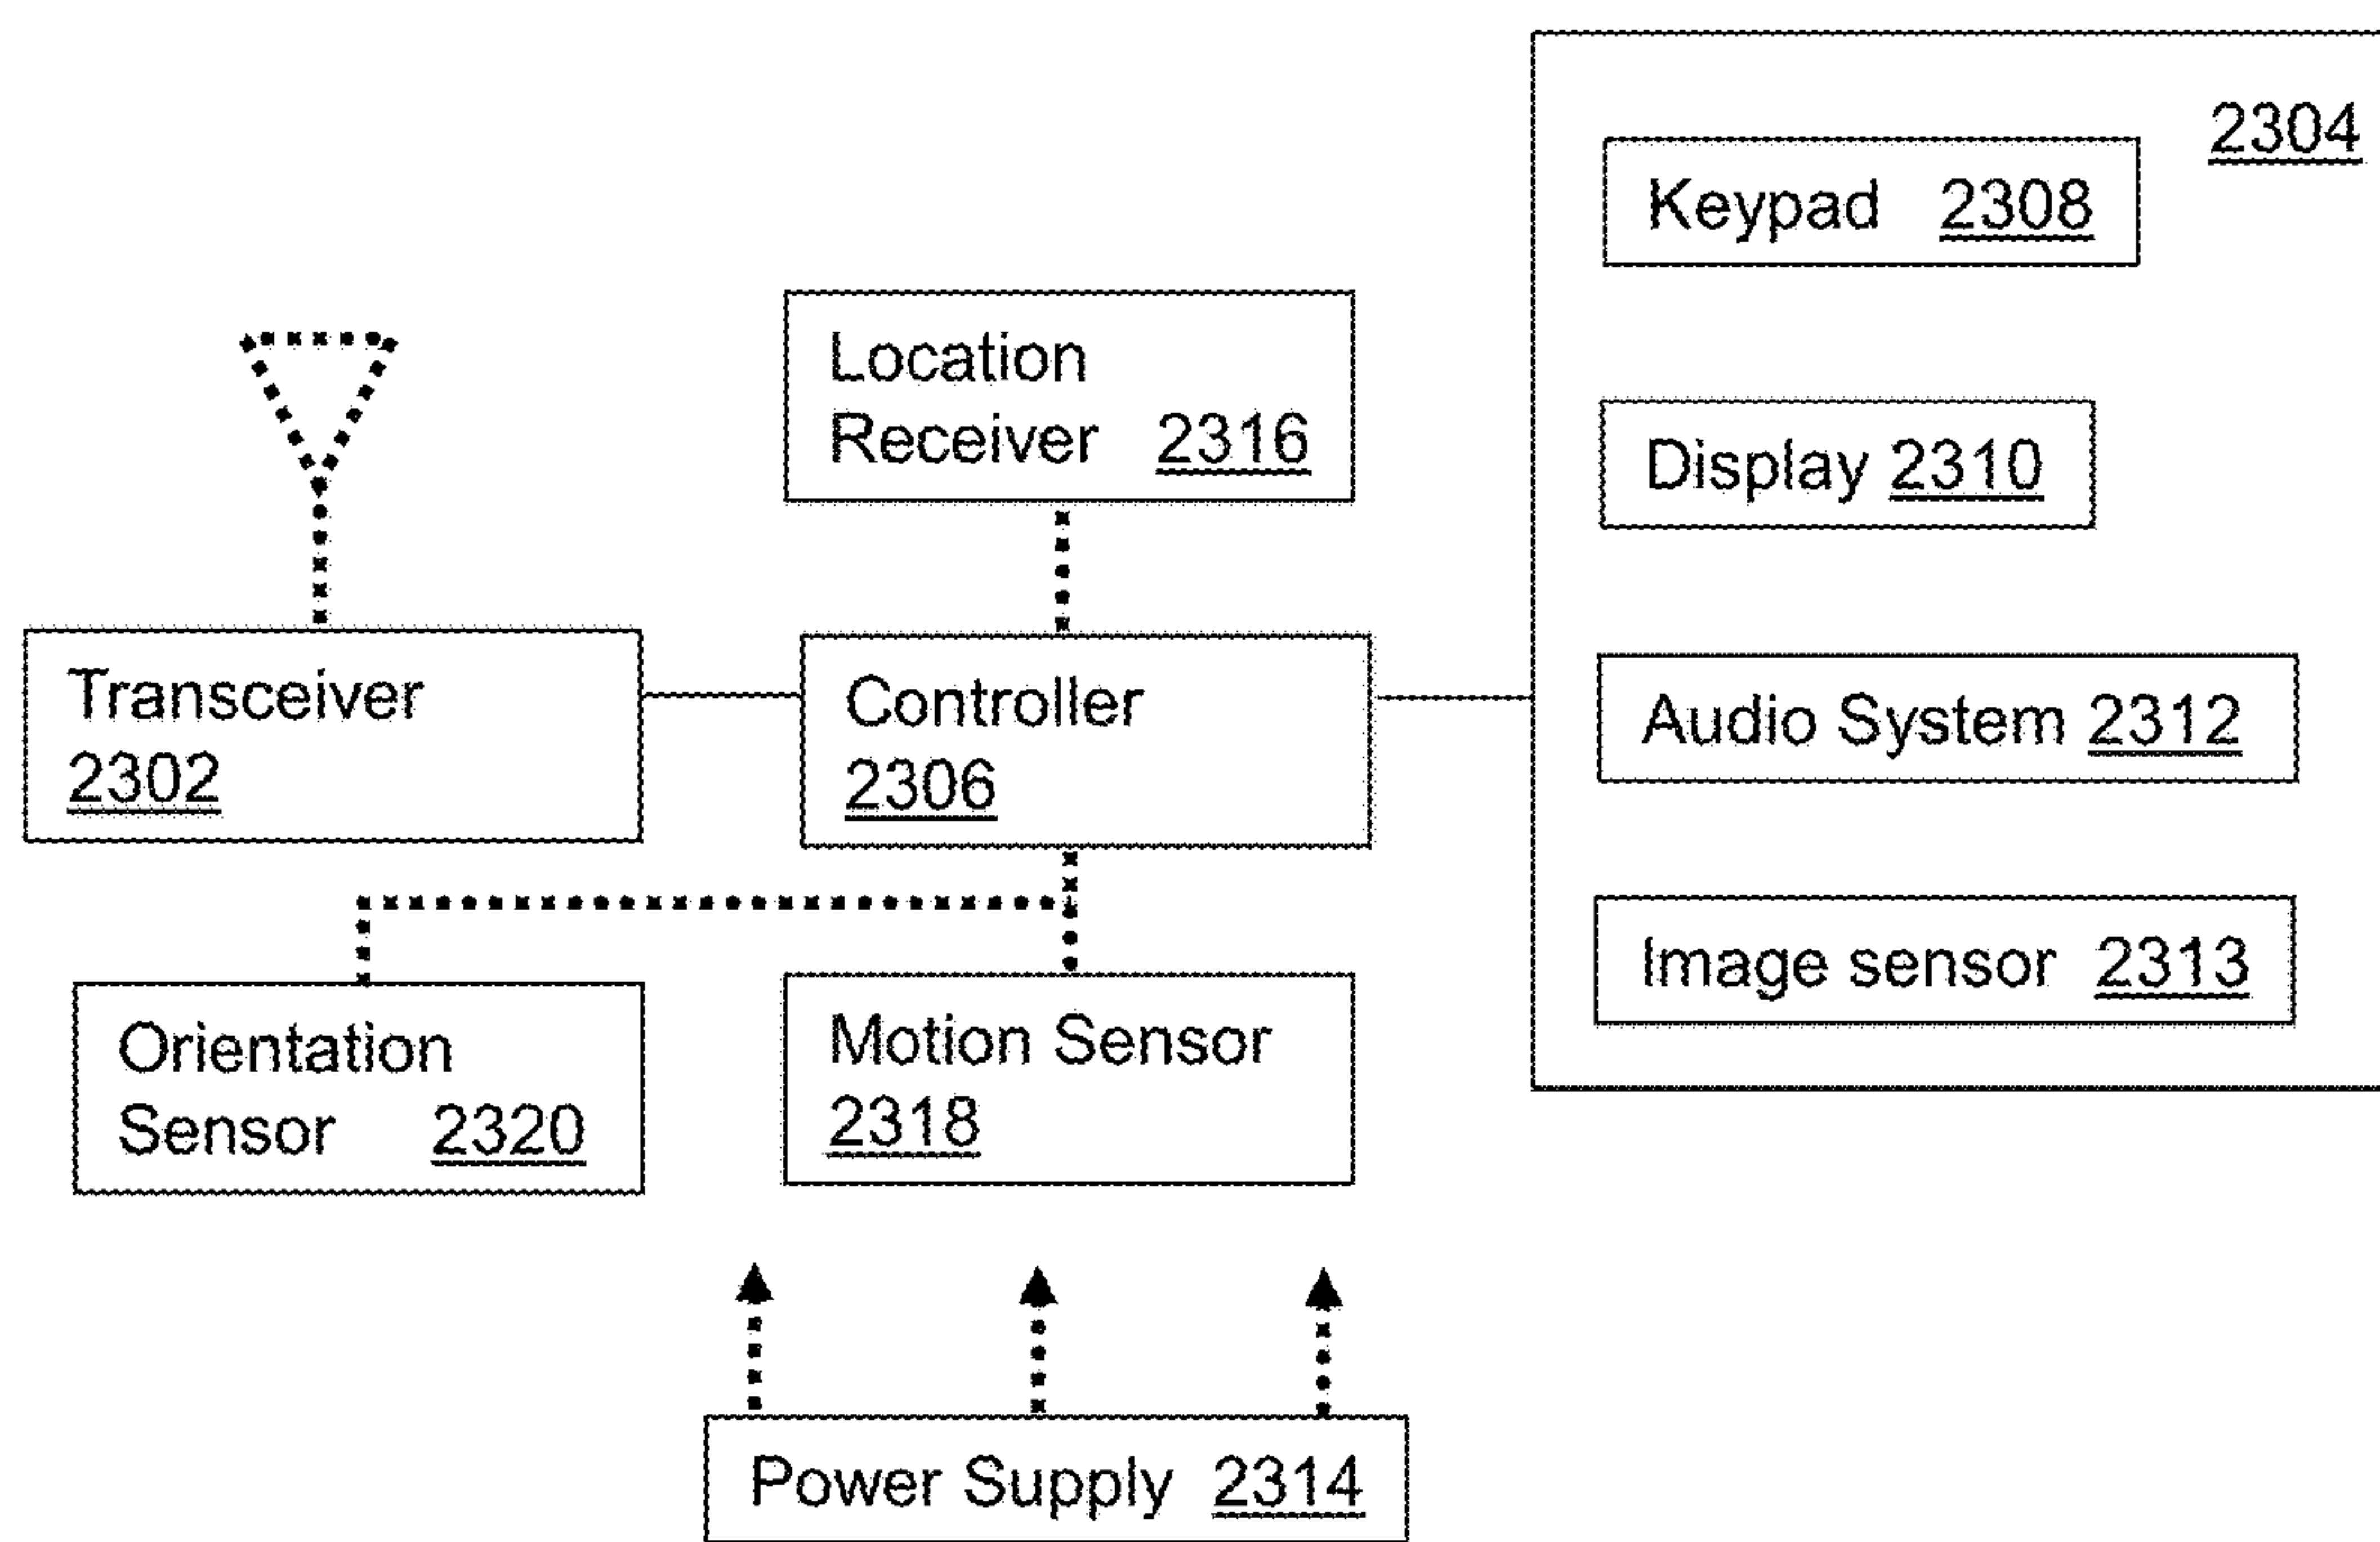 2304
Keypad 2308
Location
Receiver 2316
Display 2310
Transceiver
2302
Controller
2306
Audio System 2312
Image sensor 2313
Orientation
Sensor 2320
Motion Sensor
2318
Power Supply 2314